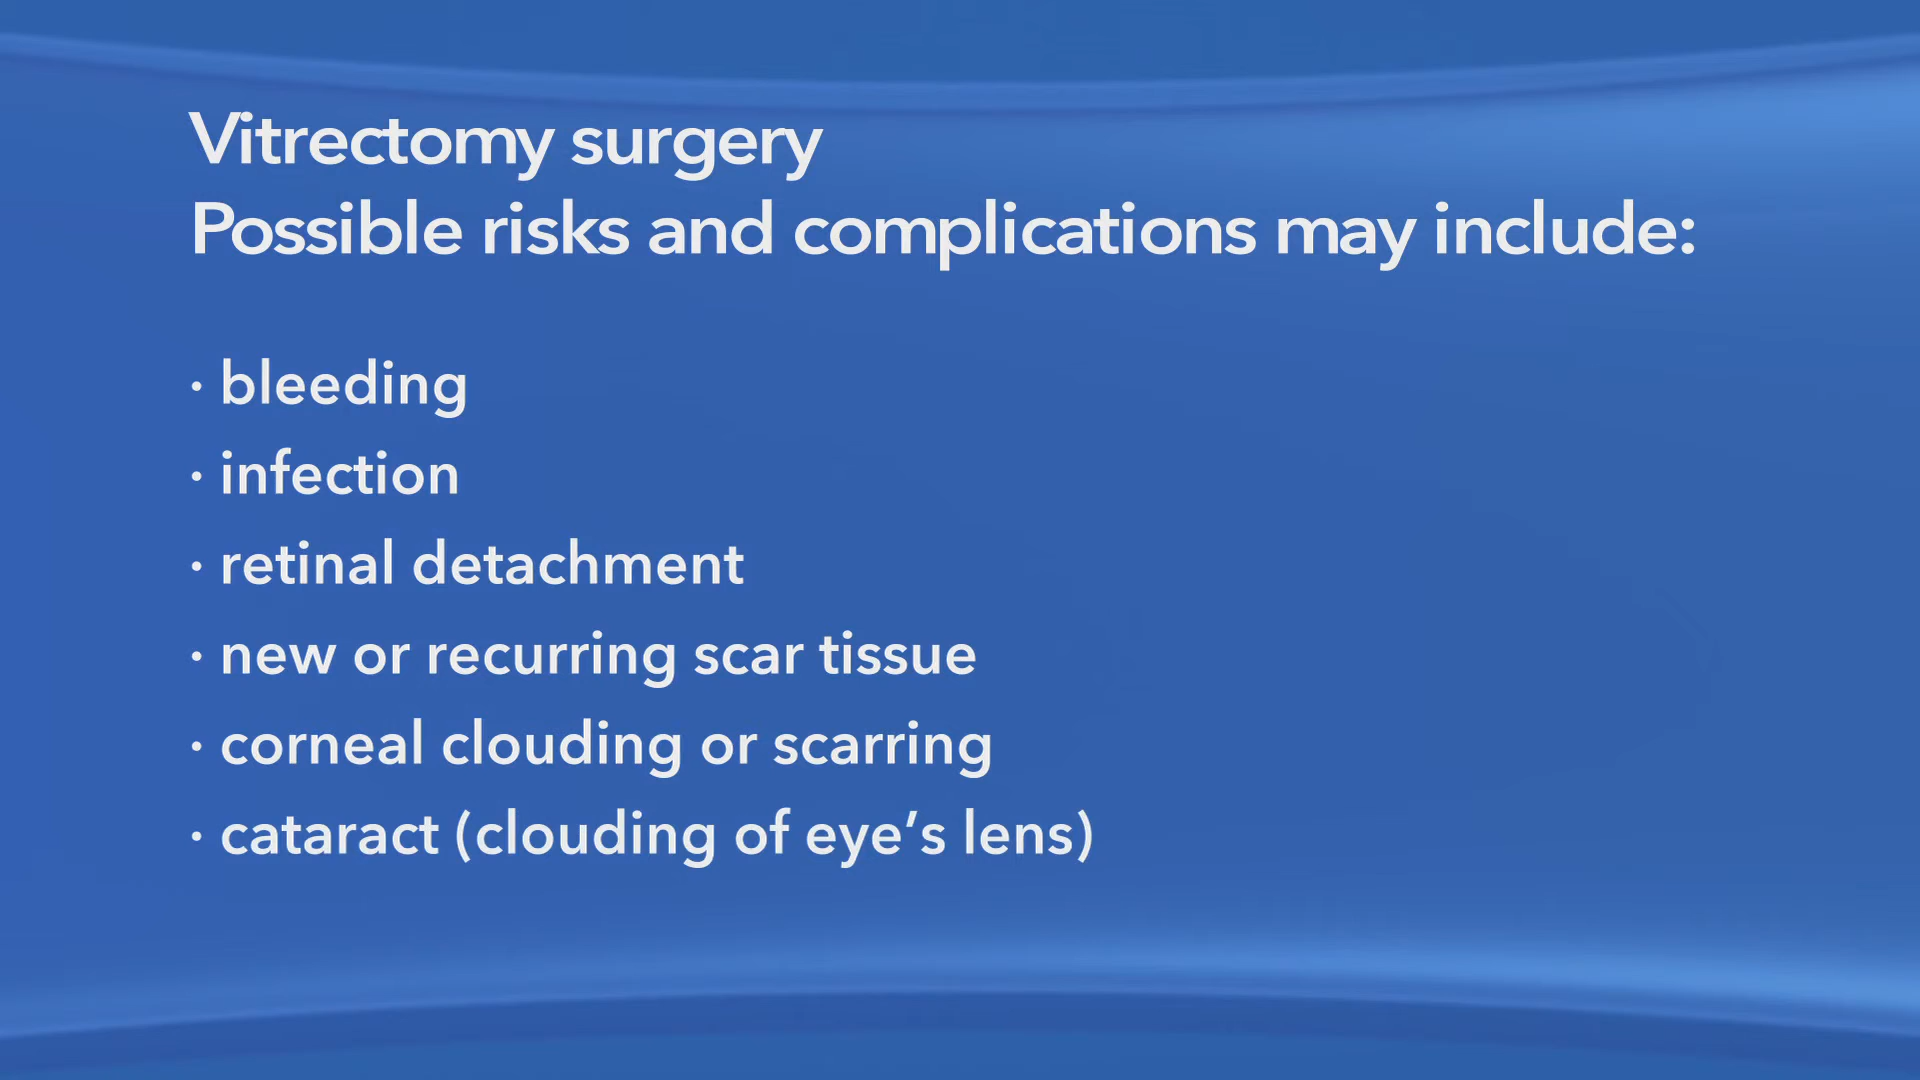 Vitrectomy surgery
Possible risks and complications may include:
· bleeding
· infection
· retinal detachment
· new or recurring scar tissue
· corneal clouding or scarring
· cataract (clouding of eye’s lens)